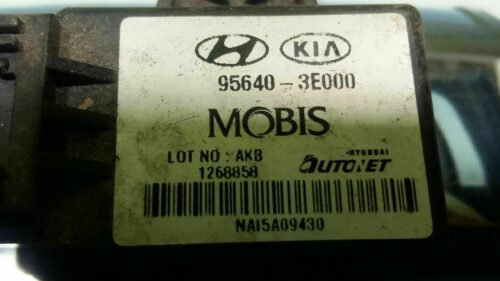 KIA
95640-3E000
MOBIS
LOT NO : AKB
1268858
HYUNDAI
AUTONET
NAI5A09430